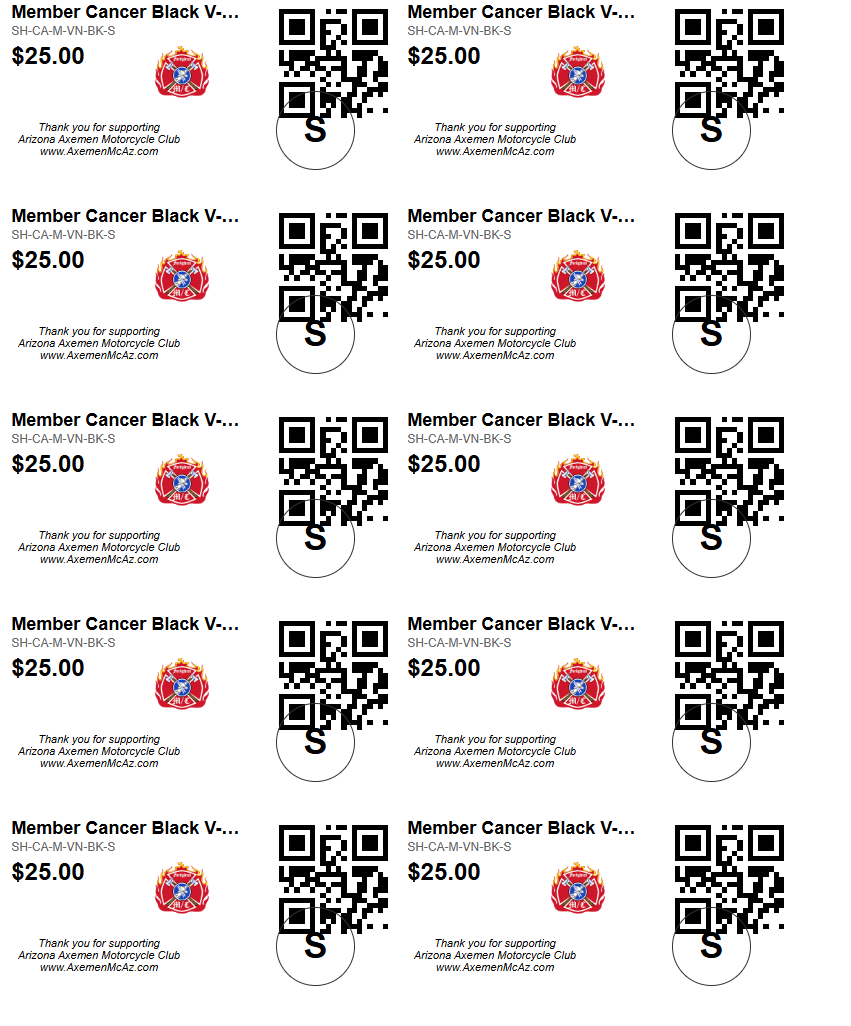 Member Cancer Black V-...
SH-CA-M-VN-BK-S
$25.00
Firefighters
M/C
S
Thank you for supporting
Arizona Axemen Motorcycle Club
www.AxemenMcAz.com
Member Cancer Black V-...
SH-CA-M-VN-BK-S
$25.00
Firefighters
M/C
S
Thank you for supporting
Arizona Axemen Motorcycle Club
www.AxemenMcAz.com
Member Cancer Black V-...
SH-CA-M-VN-BK-S
$25.00
Firefighters
M/C
S
Thank you for supporting
Arizona Axemen Motorcycle Club
www.AxemenMcAz.com
Member Cancer Black V-...
SH-CA-M-VN-BK-S
$25.00
Firefighters
M/C
S
Thank you for supporting
Arizona Axemen Motorcycle Club
www.AxemenMcAz.com
Member Cancer Black V-...
SH-CA-M-VN-BK-S
$25.00
Firefighters
M/C
S
Thank you for supporting
Arizona Axemen Motorcycle Club
www.AxemenMcAz.com
Member Cancer Black V-...
SH-CA-M-VN-BK-S
$25.00
Firefighters
M/C
S
Thank you for supporting
Arizona Axemen Motorcycle Club
www.AxemenMcAz.com
Member Cancer Black V-...
SH-CA-M-VN-BK-S
$25.00
Firefighters
M/C
S
Thank you for supporting
Arizona Axemen Motorcycle Club
www.AxemenMcAz.com
Member Cancer Black V-...
SH-CA-M-VN-BK-S
$25.00
Firefighters
M/C
S
Thank you for supporting
Arizona Axemen Motorcycle Club
www.AxemenMcAz.com
Member Cancer Black V-...
SH-CA-M-VN-BK-S
$25.00
Firefighters
M/C
S
Thank you for supporting
Arizona Axemen Motorcycle Club
www.AxemenMcAz.com
Member Cancer Black V-...
SH-CA-M-VN-BK-S
$25.00
Firefighters
M/C
S
Thank you for supporting
Arizona Axemen Motorcycle Club
www.AxemenMcAz.com